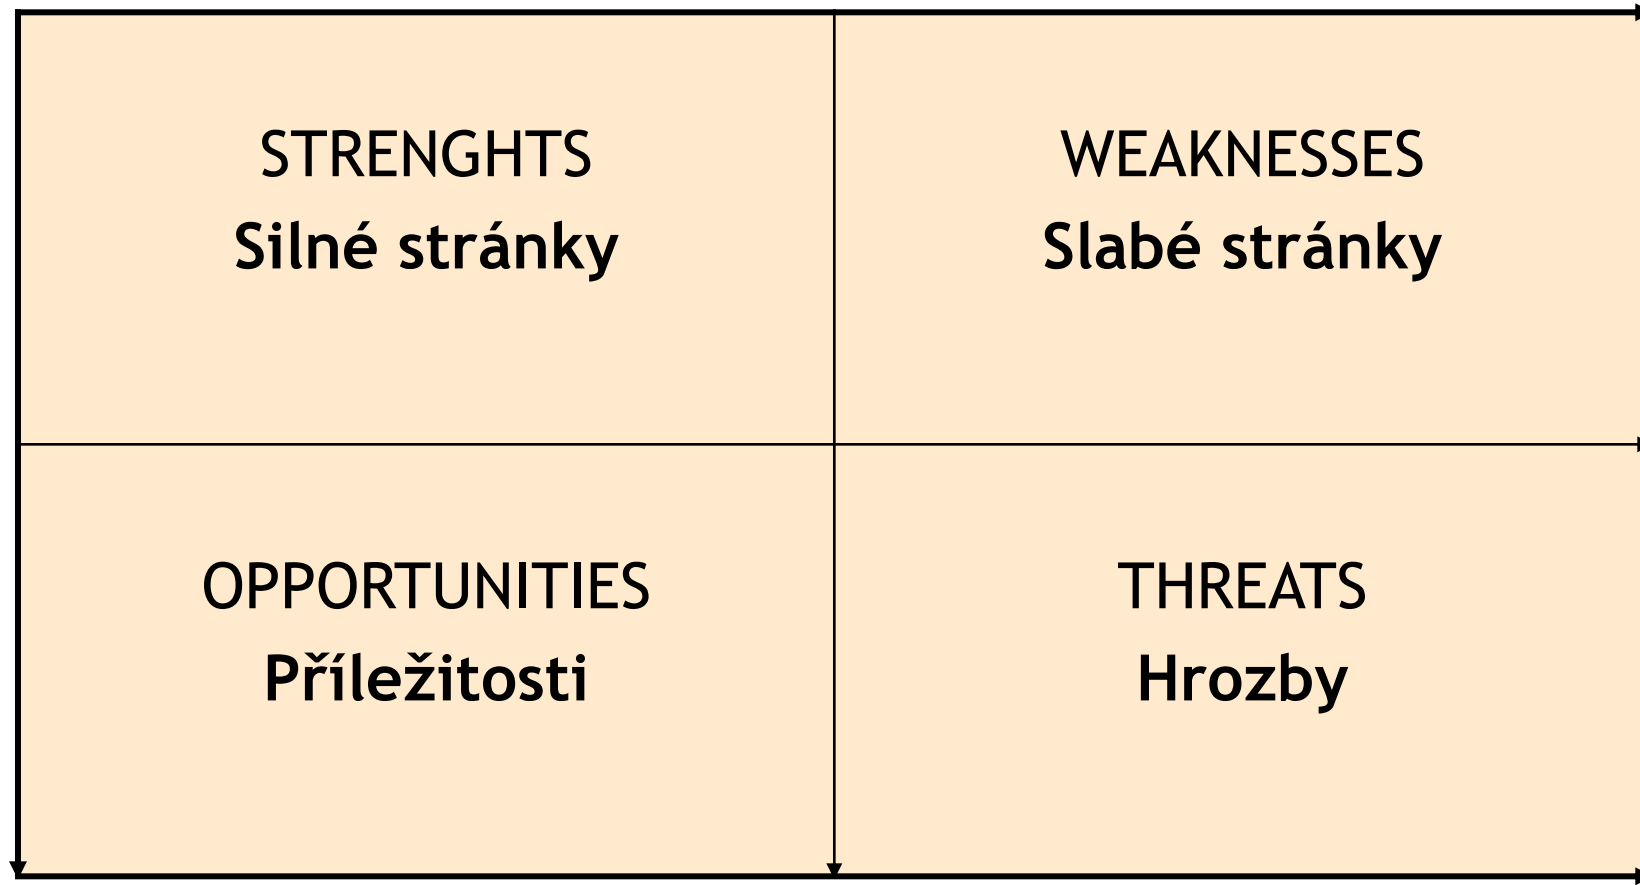 STRENGHTS
Silné stránky
WEAKNESSES
Slabé stránky
OPPORTUNITIES
Příležitosti
THREATS
Hrozby